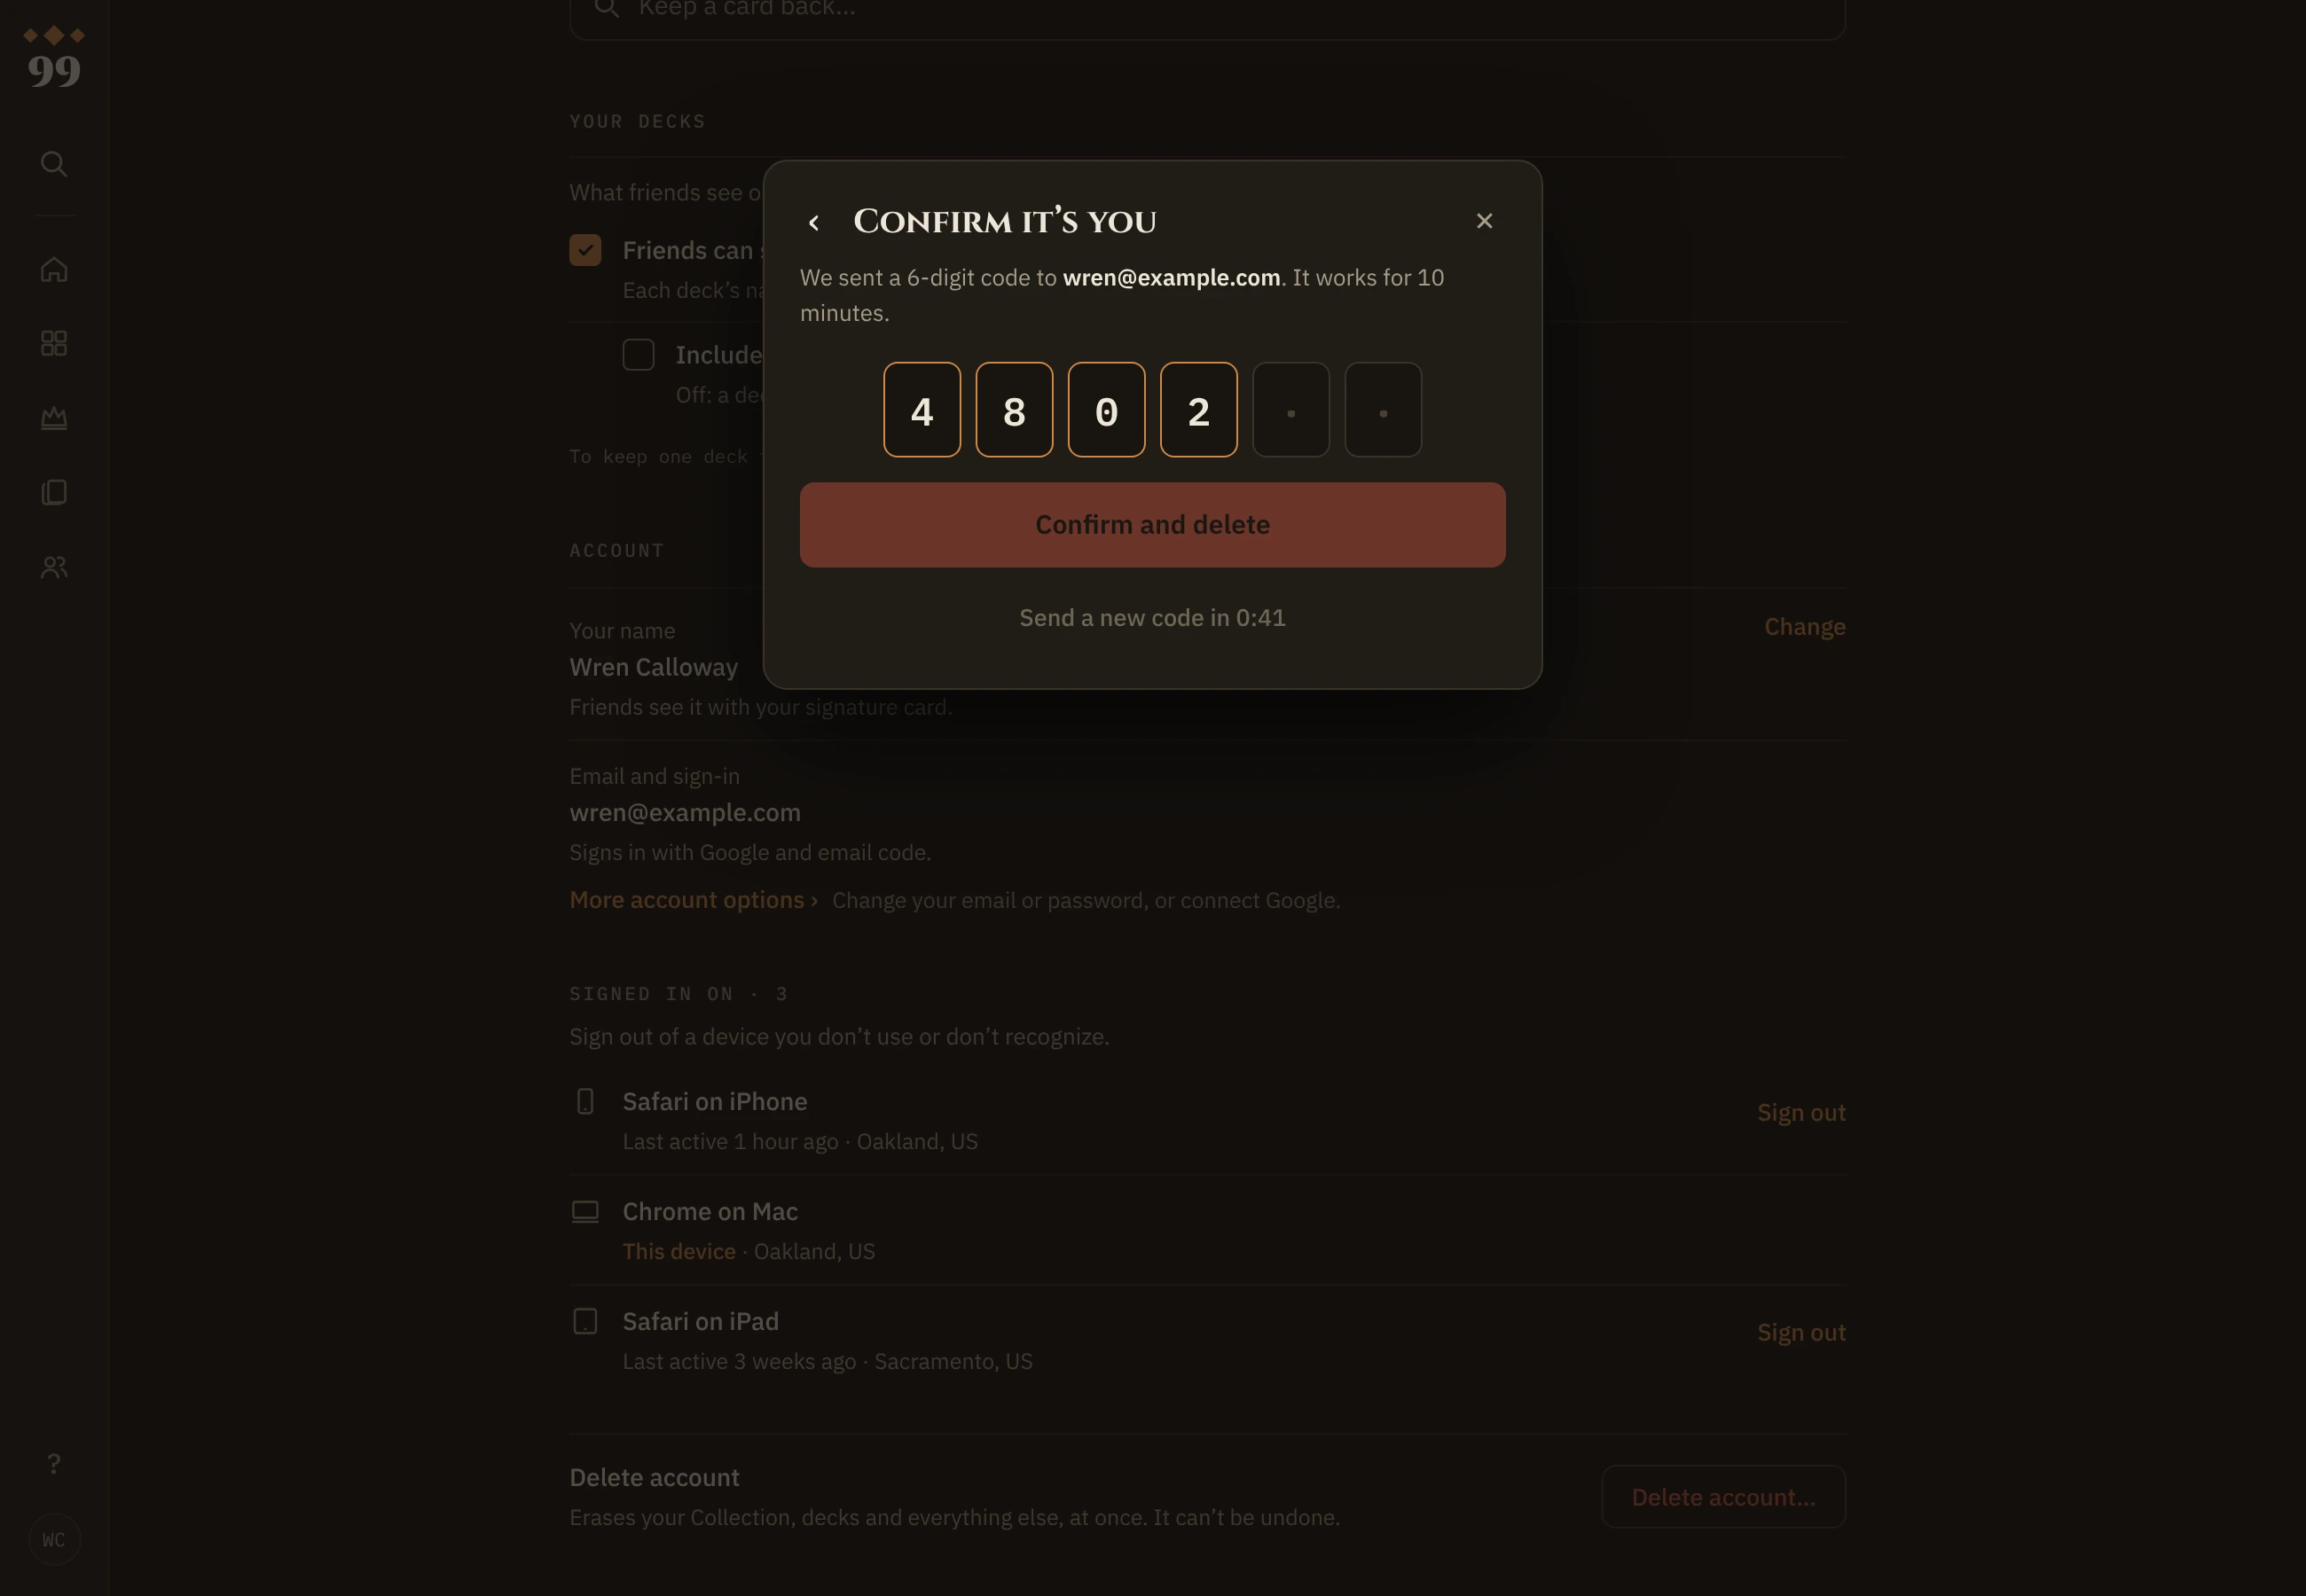 99
Keep a card back…
YOUR DECKS
What friends see o
Friends can s
Each deck's na
Include
Off: a dec
To keep one deck
Confirm it's you
We sent a 6-digit code to wren@example.com. It works for 10
minutes.
4 8 0 2 · ·
Confirm and delete
Send a new code in 0:41
ACCOUNT
Your name
Change
Wren Calloway
Friends see it with your signature card.
Email and sign-in
wren@example.com
Signs in with Google and email code.
More account options › Change your email or password, or connect Google.
SIGNED IN ON · 3
Sign out of a device you don't use or don't recognize.
Safari on iPhone
Sign out
Last active 1 hour ago · Oakland, US
Chrome on Mac
This device · Oakland, US
Safari on iPad
Sign out
Last active 3 weeks ago · Sacramento, US
Delete account
Delete account…
Erases your Collection, decks and everything else, at once. It can't be undone.
?
WC